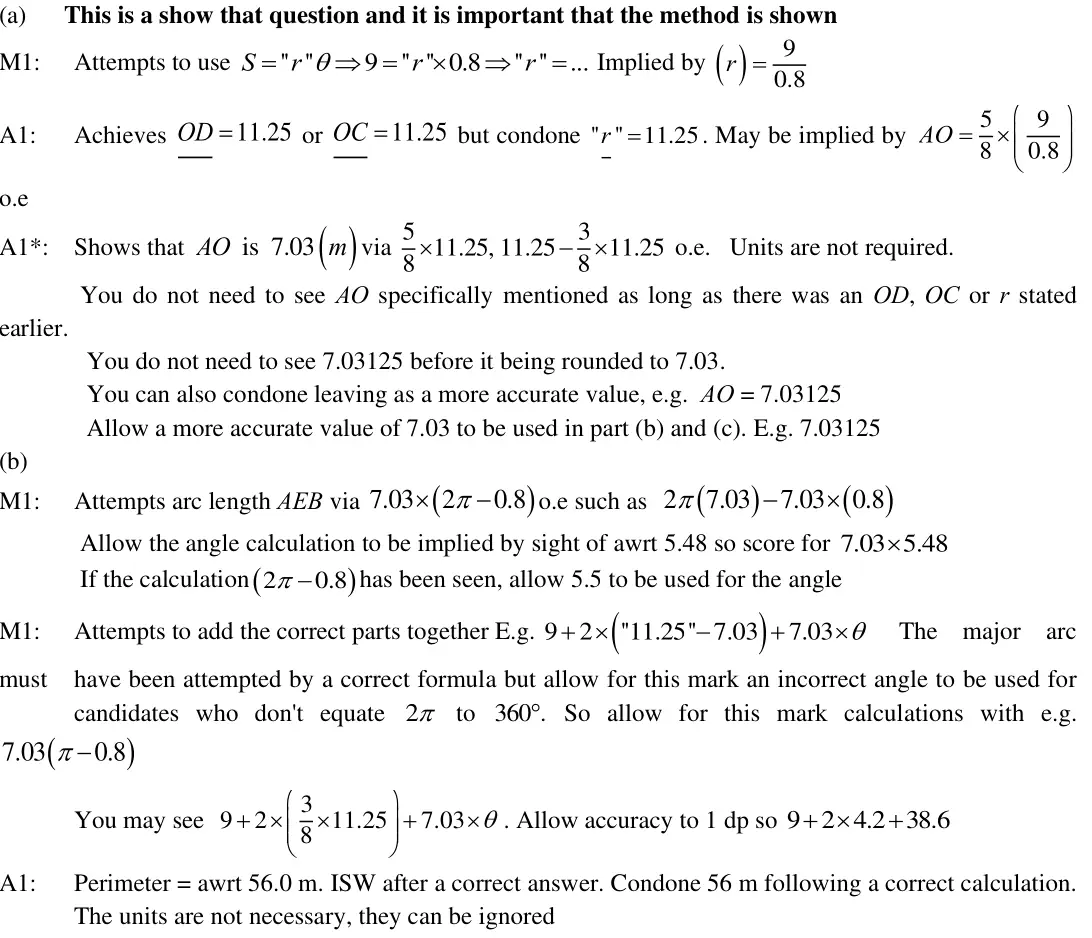 (a) This is a show that question and it is important that the method is shown
M1: Attempts to use S = "r"θ ⇒ 9 = "r"×0.8 ⇒ "r" = ... Implied by (r) = 9/0.8
A1: Achieves OD = 11.25 or OC = 11.25 but condone "r" = 11.25. May be implied by AO = 5/8 × (9/0.8)
o.e
A1*: Shows that AO is 7.03(m) via 5/8 ×11.25, 11.25 − 3/8 ×11.25 o.e. Units are not required.
You do not need to see AO specifically mentioned as long as there was an OD, OC or r stated
earlier.
You do not need to see 7.03125 before it being rounded to 7.03.
You can also condone leaving as a more accurate value, e.g. AO = 7.03125
Allow a more accurate value of 7.03 to be used in part (b) and (c). E.g. 7.03125
(b)
M1: Attempts arc length AEB via 7.03×(2π − 0.8) o.e such as 2π(7.03) − 7.03×(0.8)
Allow the angle calculation to be implied by sight of awrt 5.48 so score for 7.03×5.48
If the calculation (2π − 0.8) has been seen, allow 5.5 to be used for the angle
M1: Attempts to add the correct parts together E.g. 9 + 2×("11.25" − 7.03) + 7.03×θ The major arc
must have been attempted by a correct formula but allow for this mark an incorrect angle to be used for
candidates who don't equate 2π to 360°. So allow for this mark calculations with e.g.
7.03(π − 0.8)
You may see 9 + 2×(3/8 ×11.25) + 7.03×θ. Allow accuracy to 1 dp so 9 + 2×4.2 + 38.6
A1: Perimeter = awrt 56.0 m. ISW after a correct answer. Condone 56 m following a correct calculation.
The units are not necessary, they can be ignored